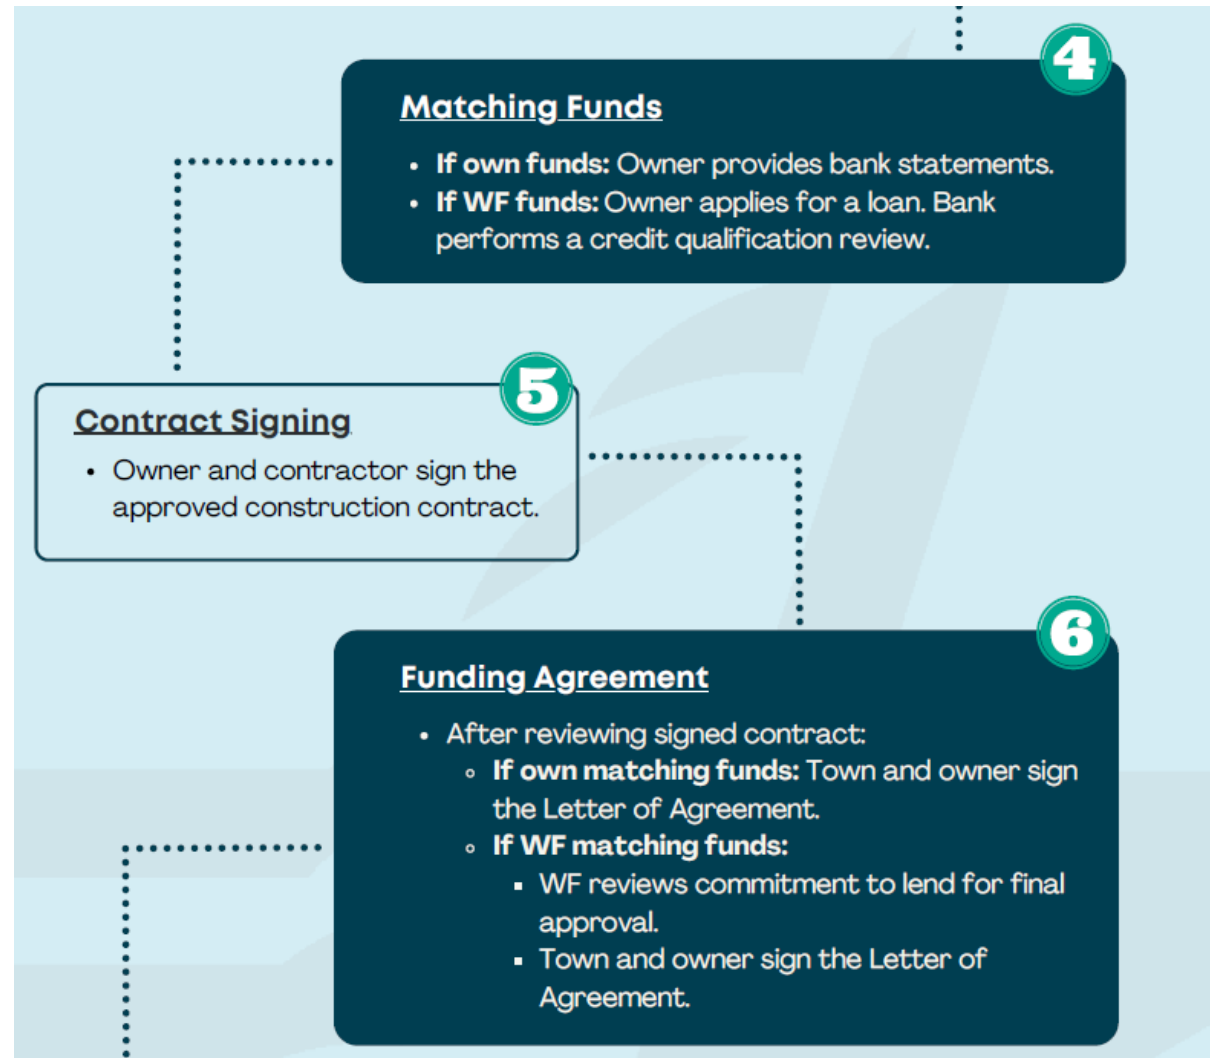 4
Matching Funds
• If own funds: Owner provides bank statements.
• If WF funds: Owner applies for a loan. Bank
performs a credit qualification review.
5
Contract Signing
• Owner and contractor sign the
approved construction contract.
6
Funding Agreement
• After reviewing signed contract:
◦ If own matching funds: Town and owner sign
the Letter of Agreement.
◦ If WF matching funds:
▪ WF reviews commitment to lend for final
approval.
▪ Town and owner sign the Letter of
Agreement.